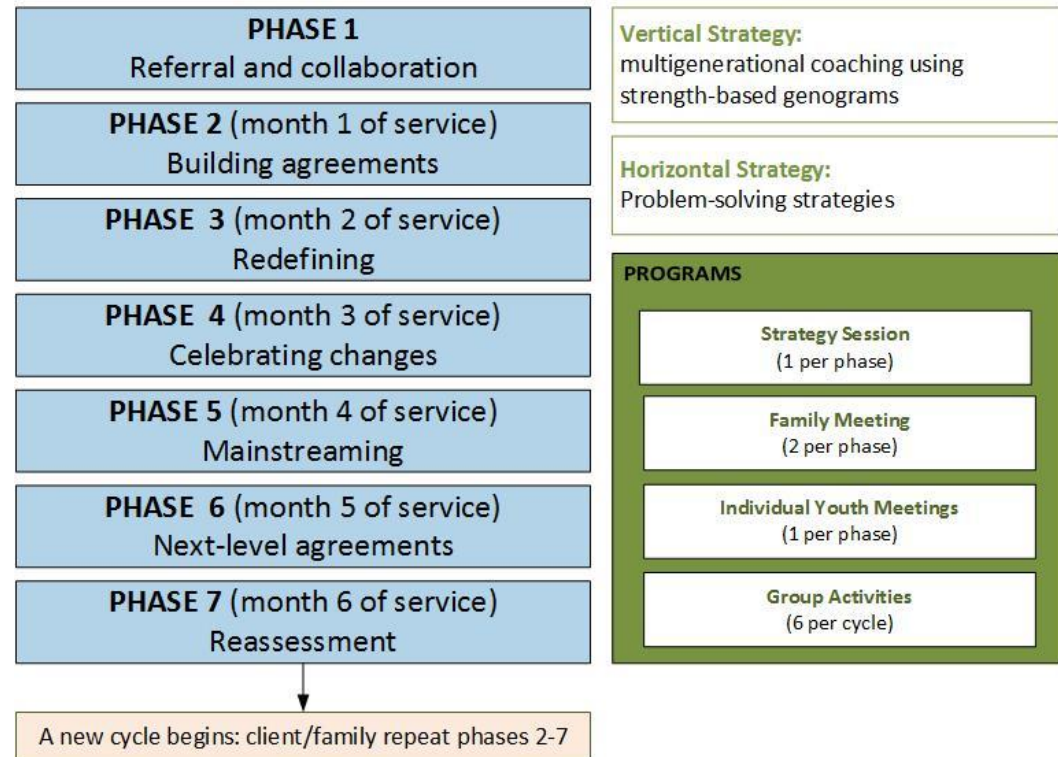 PHASE 1
Referral and collaboration
PHASE 2 (month 1 of service)
Building agreements
PHASE 3 (month 2 of service)
Redefining
PHASE 4 (month 3 of service)
Celebrating changes
PHASE 5 (month 4 of service)
Mainstreaming
PHASE 6 (month 5 of service)
Next-level agreements
PHASE 7 (month 6 of service)
Reassessment
A new cycle begins: client/family repeat phases 2-7
Vertical Strategy:
multigenerational coaching using
strength-based genograms
Horizontal Strategy:
Problem-solving strategies
PROGRAMS
Strategy Session
(1 per phase)
Family Meeting
(2 per phase)
Individual Youth Meetings
(1 per phase)
Group Activities
(6 per cycle)